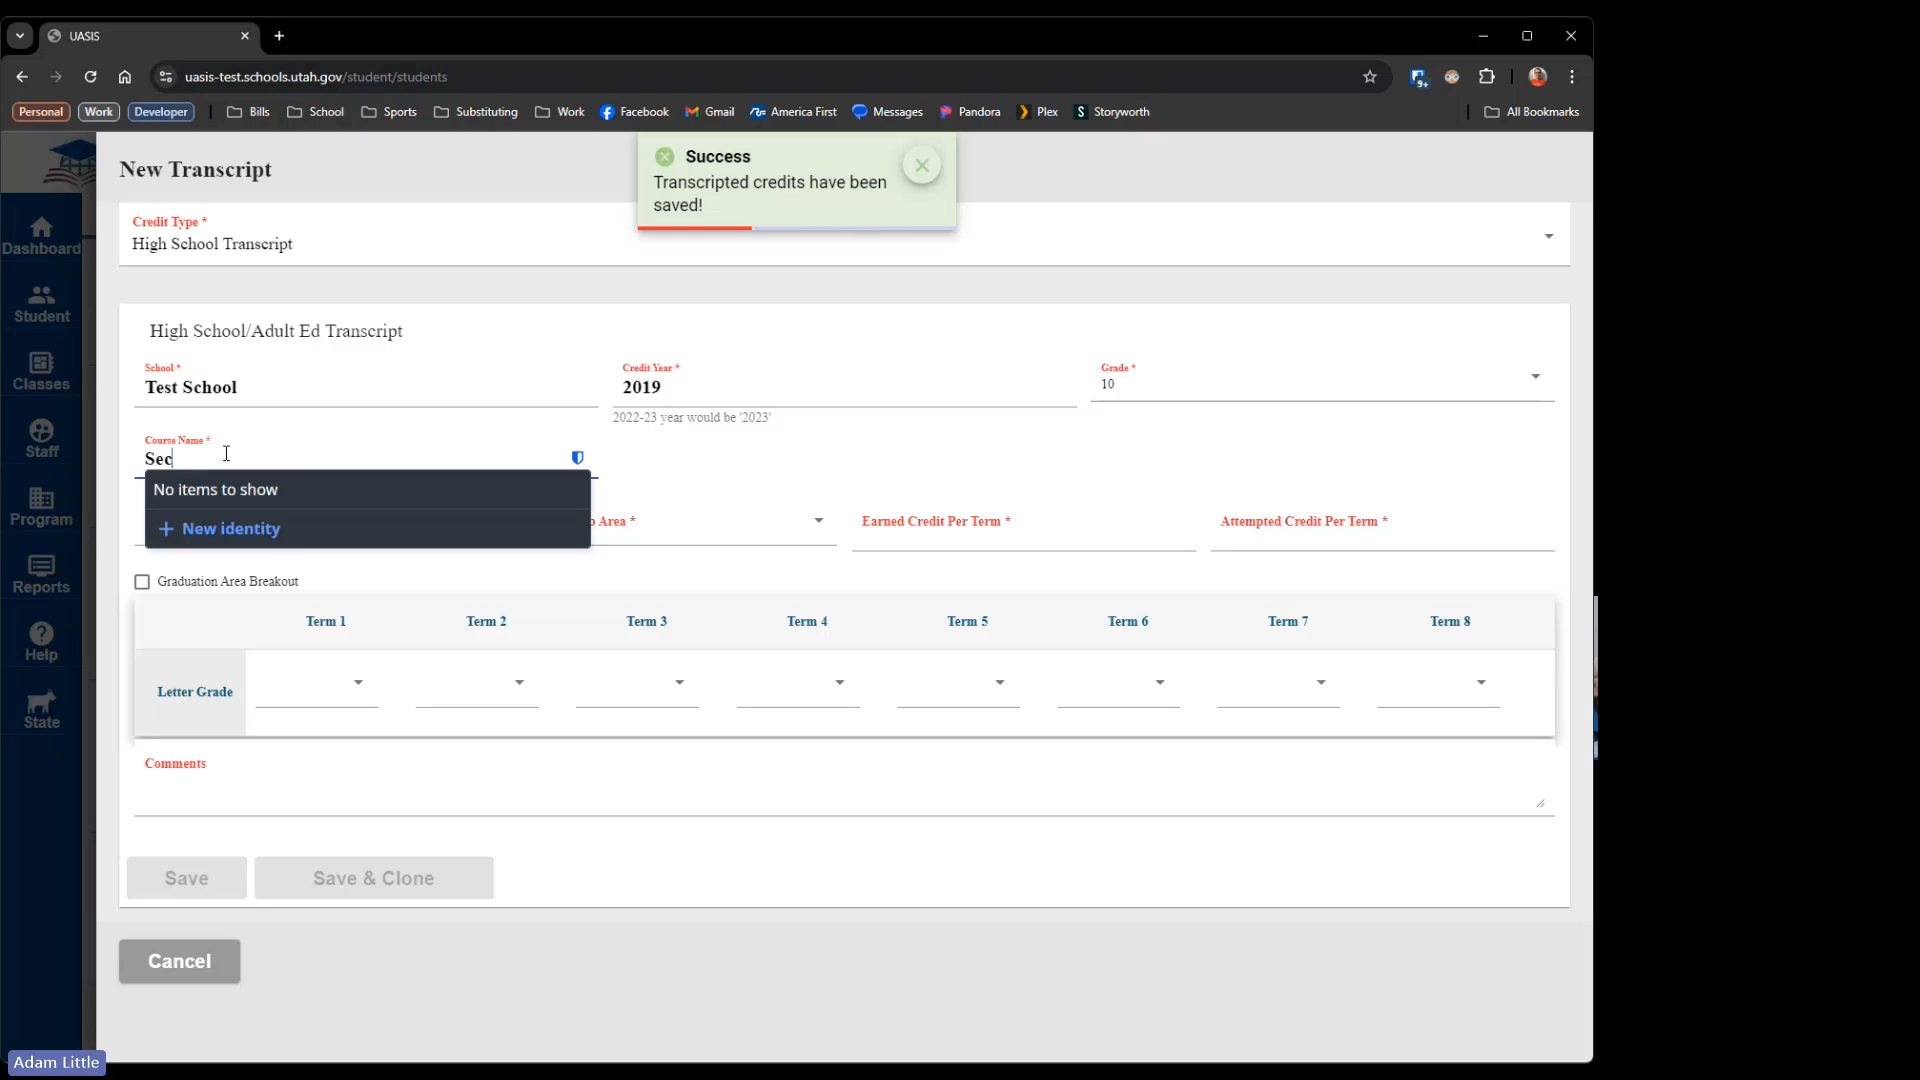 UASIS
uasis-test.schools.utah.gov/student/students
9+
Personal
Work
Developer
Bills
School
Sports
Substituting
Work
Facebook
Gmail
America First
Messages
Pandora
Plex
Storyworth
All Bookmarks
New Transcript
Success
Transcripted credits have been
saved!
Credit Type *
High School Transcript
Dashboard
Student
Classes
Staff
Program
Reports
Help
State
High School/Adult Ed Transcript
School *
Test School
Credit Year *
2019
2022-23 year would be '2023'
Grade *
10
Course Name *
Sec
No items to show
+ New identity
Area *
Earned Credit Per Term *
Attempted Credit Per Term *
Graduation Area Breakout
Term 1
Term 2
Term 3
Term 4
Term 5
Term 6
Term 7
Term 8
Letter Grade
Comments
Save
Save & Clone
Cancel
Adam Little